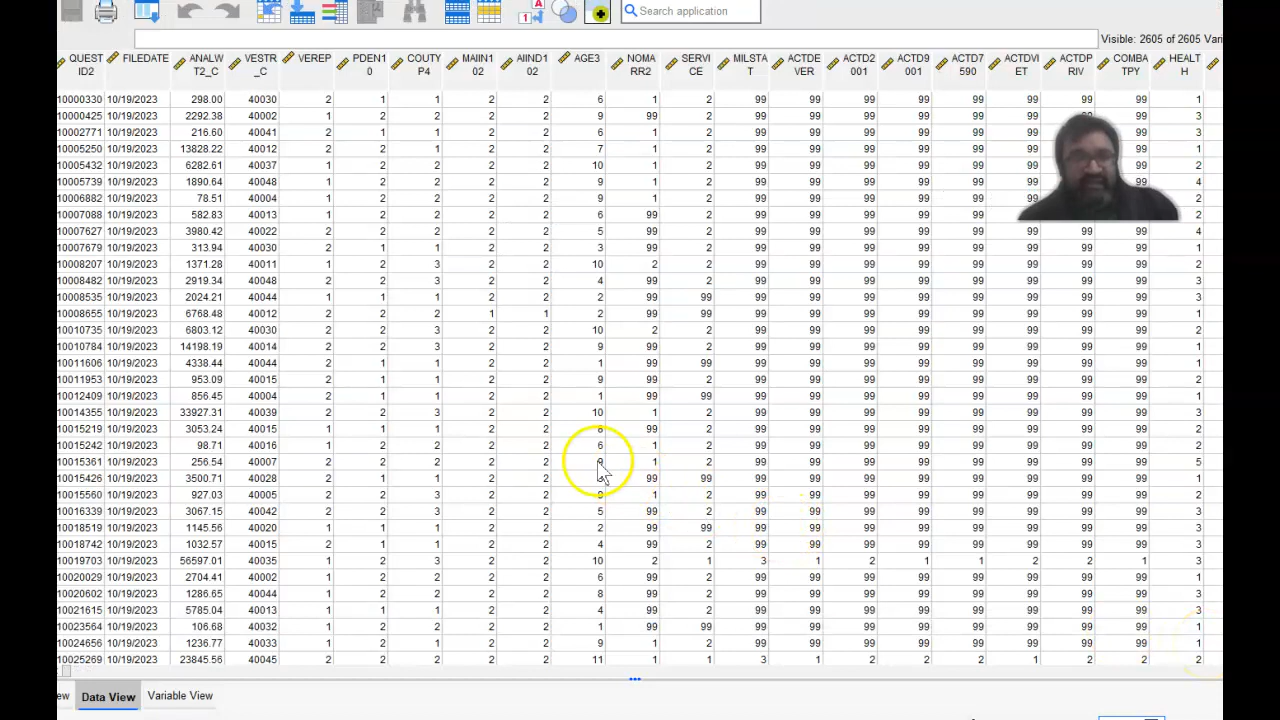 Search application
Visible: 2605 of 2605 Vari
QUEST FILEDATE ANALW VESTR VEREP PDEN1 COUTY MAIIN1 AIIND1 AGE3 NOMA SERVI MILSTA ACTDE ACTD2 ACTD9 ACTD7 ACTDVI ACTDP COMBA HEALT
ID2 T2_C _C 0 P4 02 02 RR2 CE T VER 001 001 590 ET RIV TPY H
10000330 10/19/2023 298.00 40030 2 1 1 2 2 6 1 2 99 99 99 99 99 99 99 99 1
10000425 10/19/2023 2292.38 40002 1 2 2 2 2 9 99 2 99 99 99 99 99 99 99 99 3
10002771 10/19/2023 216.60 40041 2 1 1 2 2 6 1 2 99 99 99 99 99 99 3
10005250 10/19/2023 13828.22 40012 2 2 1 2 2 7 1 2 99 99 99 99 99 99 1
10005432 10/19/2023 6282.61 40037 1 2 2 2 2 10 1 2 99 99 99 99 99 99 2
10005739 10/19/2023 1890.64 40048 1 2 2 2 2 9 1 2 99 99 99 99 99 99 4
10006882 10/19/2023 78.51 40004 1 2 2 2 2 9 1 2 99 99 99 99 99 99 2
10007088 10/19/2023 582.83 40013 1 2 2 2 2 6 99 2 99 99 99 99 99 99 2
10007627 10/19/2023 3980.42 40022 1 2 2 2 2 5 99 2 99 99 99 99 99 99 99 99 4
10007679 10/19/2023 313.94 40030 2 1 1 2 2 3 1 2 99 99 99 99 99 99 99 99 1
10008207 10/19/2023 1371.28 40011 1 2 3 2 2 10 2 2 99 99 99 99 99 99 99 99 2
10008482 10/19/2023 2919.34 40048 2 2 3 2 2 4 99 2 99 99 99 99 99 99 99 99 3
10008535 10/19/2023 2024.21 40044 1 1 1 2 2 2 99 99 99 99 99 99 99 99 99 99 3
10008655 10/19/2023 6768.48 40012 2 2 2 1 1 2 99 99 99 99 99 99 99 99 99 99 1
10010735 10/19/2023 6803.12 40030 2 2 3 2 2 10 2 2 99 99 99 99 99 99 99 99 2
10010784 10/19/2023 14198.19 40014 2 2 3 2 2 9 99 2 99 99 99 99 99 99 99 99 1
10011606 10/19/2023 4338.44 40044 2 1 1 2 2 1 99 99 99 99 99 99 99 99 99 99 1
10011953 10/19/2023 953.09 40015 2 1 1 2 2 9 99 2 99 99 99 99 99 99 99 99 2
10012409 10/19/2023 856.45 40004 2 1 1 2 2 1 99 99 99 99 99 99 99 99 99 99 1
10014355 10/19/2023 33927.31 40039 1 2 3 2 2 10 1 2 99 99 99 99 99 99 99 99 3
10015219 10/19/2023 3053.24 40015 1 1 1 2 2 8 99 2 99 99 99 99 99 99 99 99 2
10015242 10/19/2023 98.71 40016 1 2 2 2 2 6 1 2 99 99 99 99 99 99 99 99 2
10015361 10/19/2023 256.54 40007 2 2 2 2 2 1 2 99 99 99 99 99 99 99 99 5
10015426 10/19/2023 3500.71 40028 2 1 1 2 2 99 99 99 99 99 99 99 99 99 99 1
10015560 10/19/2023 927.03 40005 2 2 3 2 2 1 2 99 99 99 99 99 99 99 99 2
10016339 10/19/2023 3067.15 40042 2 2 3 2 2 5 99 2 99 99 99 99 99 99 99 99 3
10018519 10/19/2023 1145.56 40020 1 1 1 2 2 2 99 99 99 99 99 99 99 99 99 99 3
10018742 10/19/2023 1032.57 40015 2 1 1 2 2 4 99 2 99 99 99 99 99 99 99 99 3
10019703 10/19/2023 56597.01 40035 1 2 3 2 2 10 2 1 3 1 2 1 1 2 2 1 3
10020029 10/19/2023 2704.41 40002 1 2 2 2 2 6 99 2 99 99 99 99 99 99 99 99 1
10020602 10/19/2023 1286.65 40044 2 2 2 2 2 8 99 2 99 99 99 99 99 99 99 99 3
10021615 10/19/2023 5785.04 40013 1 1 1 2 2 4 99 2 99 99 99 99 99 99 99 99 3
10023564 10/19/2023 106.68 40032 1 2 2 2 2 1 99 99 99 99 99 99 99 99 99 99 1
10024656 10/19/2023 1236.77 40033 1 2 2 2 2 9 1 2 99 99 99 99 99 99 99 99 1
10025269 10/19/2023 23845.56 40045 2 2 2 2 2 11 1 1 3 1 2 2 2 1 2 2 2
ew Data View Variable View